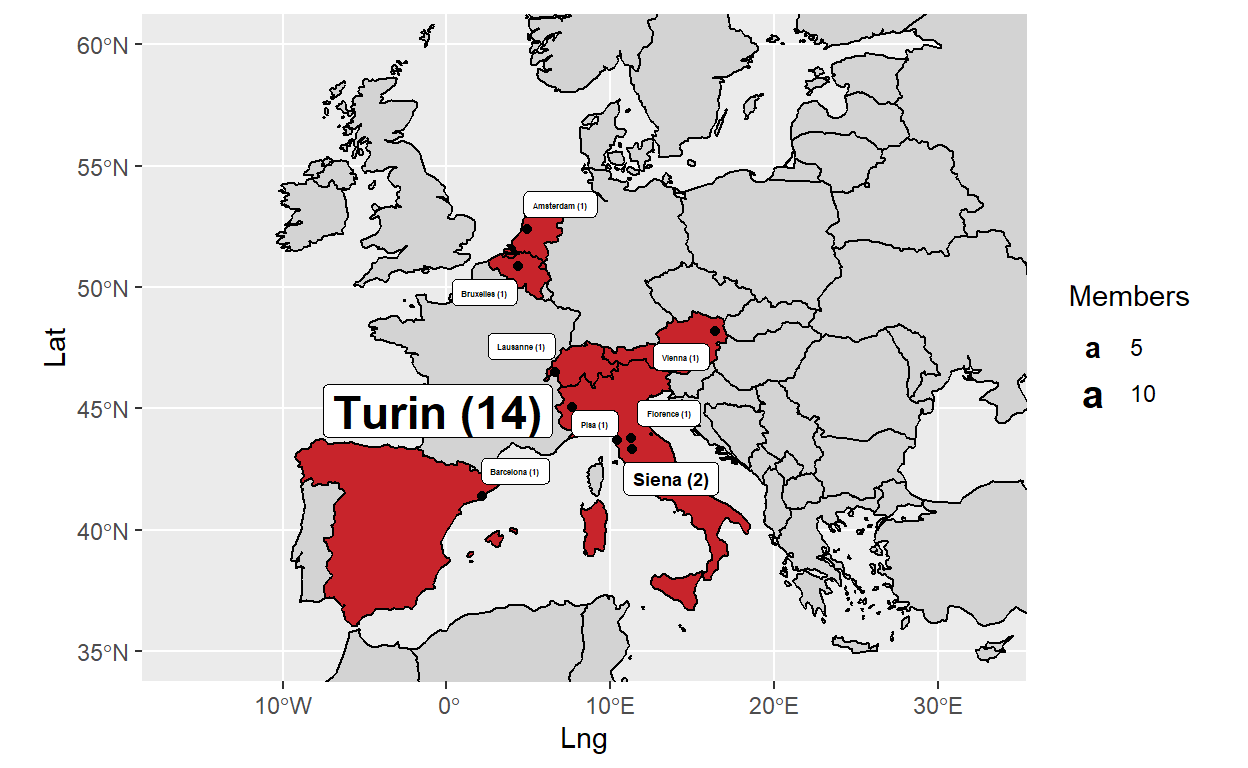 60°N
55°N
50°N
45°N
40°N
35°N
Lat
Amsterdam (1)
Bruxelles (1)
Lausanne (1)
Vienna (1)
Turin (14)
Pisa (1)
Florence (1)
Barcelona (1)
Siena (2)
10°W
0°
10°E
20°E
30°E
Lng
Members
a 5
a 10